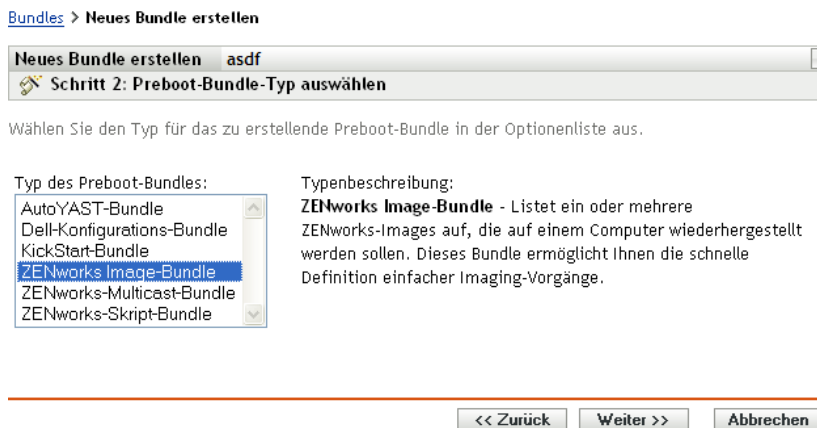 Bundles > Neues Bundle erstellen
Neues Bundle erstellen asdf
Schritt 2: Preboot-Bundle-Typ auswählen
Wählen Sie den Typ für das zu erstellende Preboot-Bundle in der Optionenliste aus.
Typ des Preboot-Bundles:
AutoYAST-Bundle
Dell-Konfigurations-Bundle
KickStart-Bundle
ZENworks Image-Bundle
ZENworks-Multicast-Bundle
ZENworks-Skript-Bundle
Typenbeschreibung:
ZENworks Image-Bundle - Listet ein oder mehrere
ZENworks-Images auf, die auf einem Computer wiederhergestellt
werden sollen. Dieses Bundle ermöglicht Ihnen die schnelle
Definition einfacher Imaging-Vorgänge.
<< Zurück Weiter >> Abbrechen